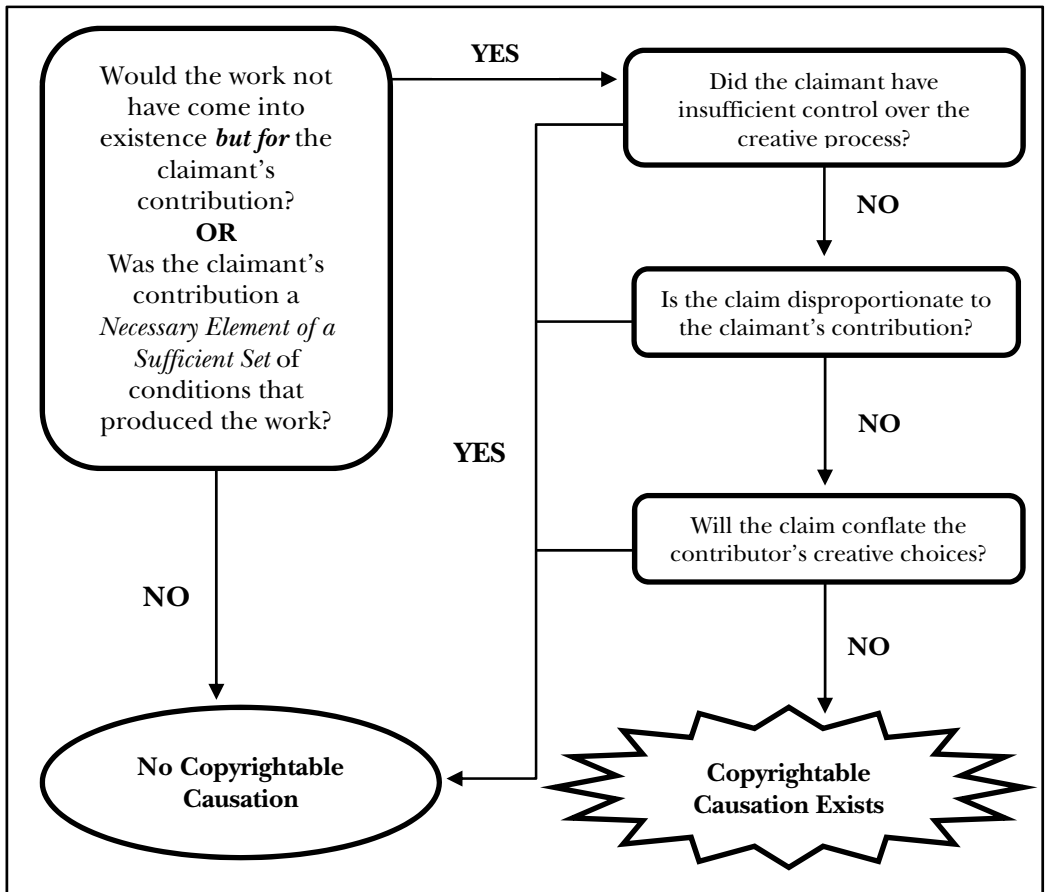 Would the work not
have come into
existence but for the
claimant's
contribution?
OR
Was the claimant's
contribution a
Necessary Element of a
Sufficient Set of
conditions that
produced the work?
YES
Did the claimant have
insufficient control over the
creative process?
NO
Is the claim disproportionate to
the claimant's contribution?
NO
YES
Will the claim conflate the
contributor's creative choices?
NO
NO
No Copyrightable
Causation
Copyrightable
Causation Exists